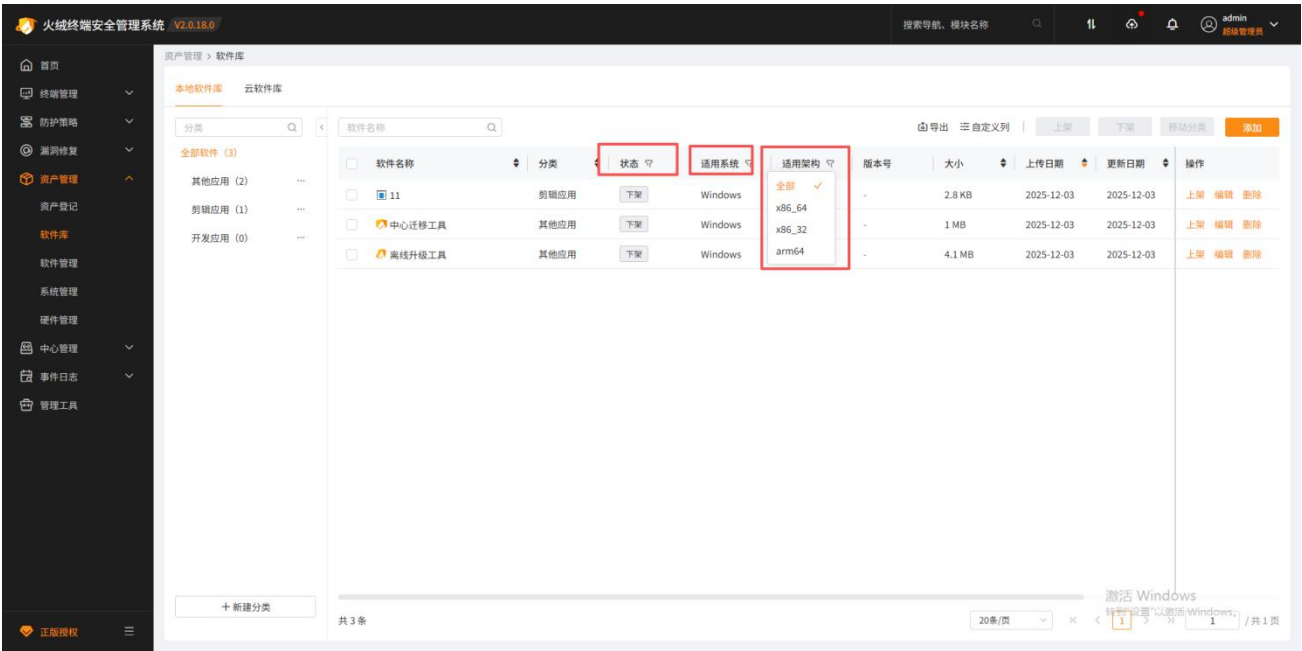 火绒终端安全管理系统 V2.0.18.0 搜索导航、模块名称 admin 超级管理员
首页
终端管理
防护策略
漏洞修复
资产管理
资产登记
软件库
软件管理
系统管理
硬件管理
中心管理
事件日志
管理工具
正版授权
资产管理 > 软件库
本地软件库 云软件库
分类
全部软件 (3)
其他应用 (2)
剪辑应用 (1)
开发应用 (0)
+ 新建分类
软件名称 导出 自定义列 上架 下架 移动分类 添加
软件名称 分类 状态 适用系统 适用架构 版本号 大小 上传日期 更新日期 操作
11 剪辑应用 下架 Windows - 2.8 KB 2025-12-03 2025-12-03 上架 编辑 删除
中心迁移工具 其他应用 下架 Windows - 1 MB 2025-12-03 2025-12-03 上架 编辑 删除
离线升级工具 其他应用 下架 Windows - 4.1 MB 2025-12-03 2025-12-03 上架 编辑 删除
全部
x86_64
x86_32
arm64
激活 Windows
转到"设置"以激活 Windows。
共 3 条 20条/页 1 1 / 共 1 页